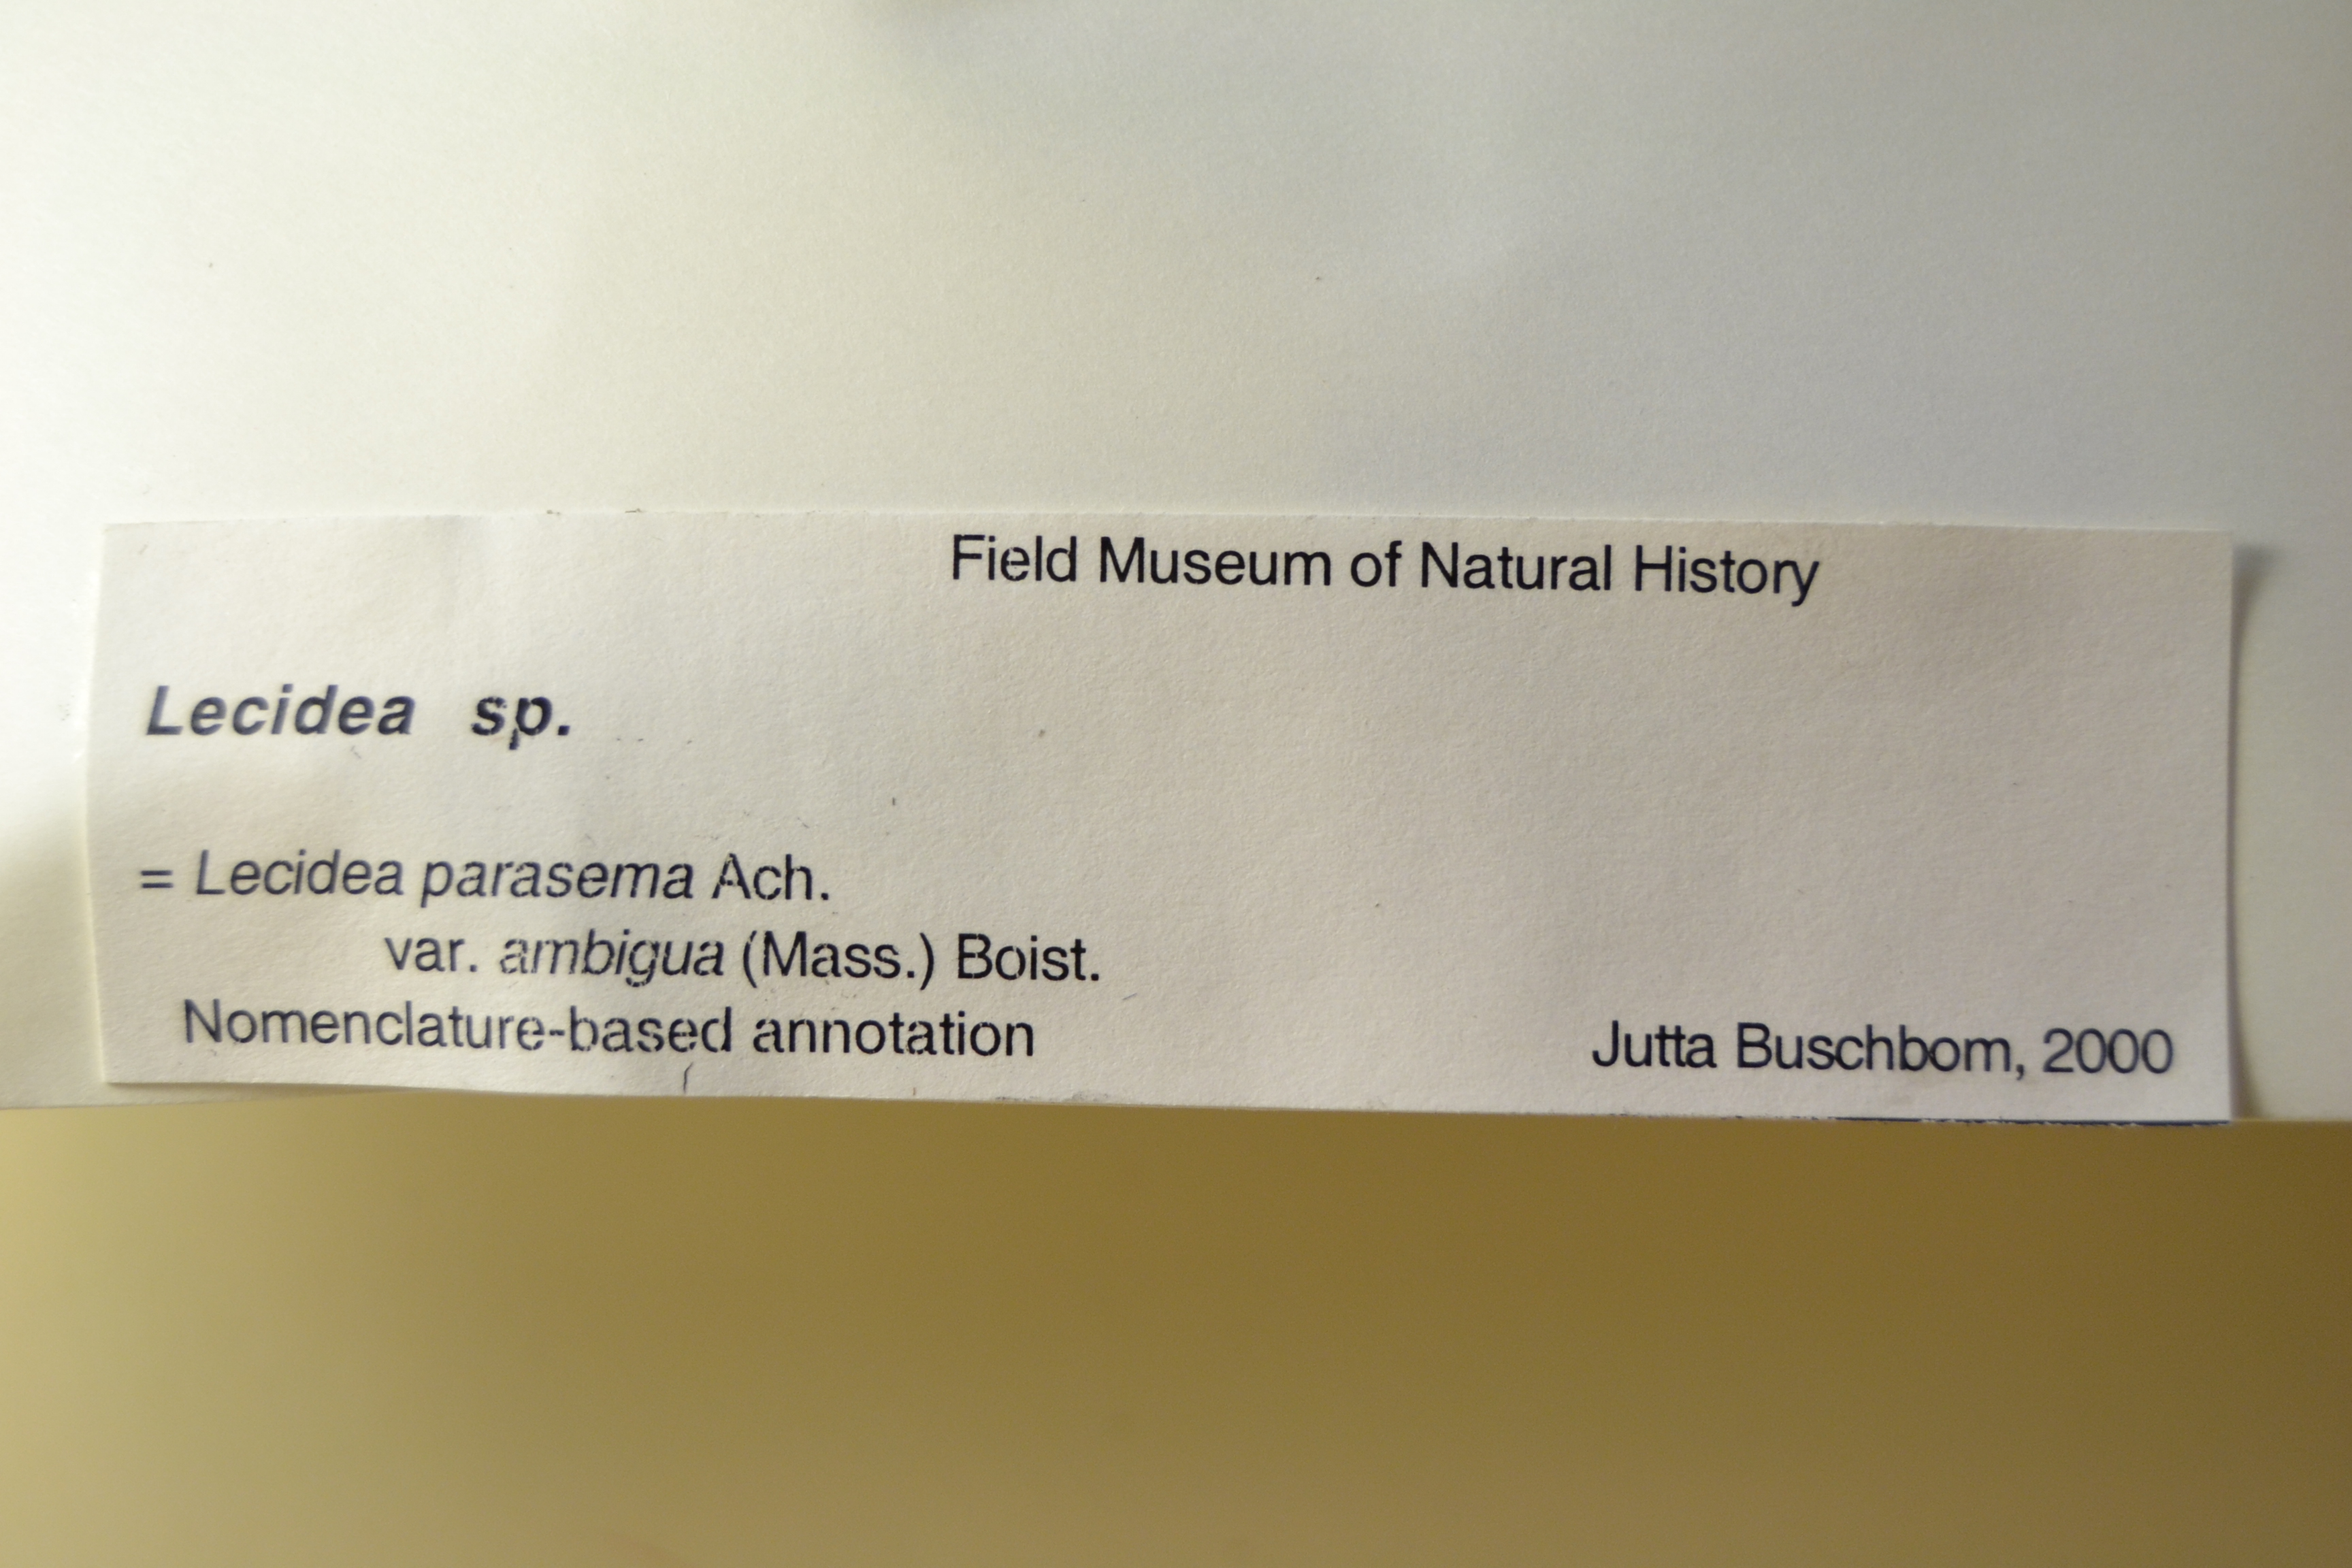 Field Museum of Natural History
Lecidea sp.
= Lecidea parasema Ach.
var. ambigua (Mass.) Boist.
Nomenclature-based annotation
Jutta Buschbom, 2000